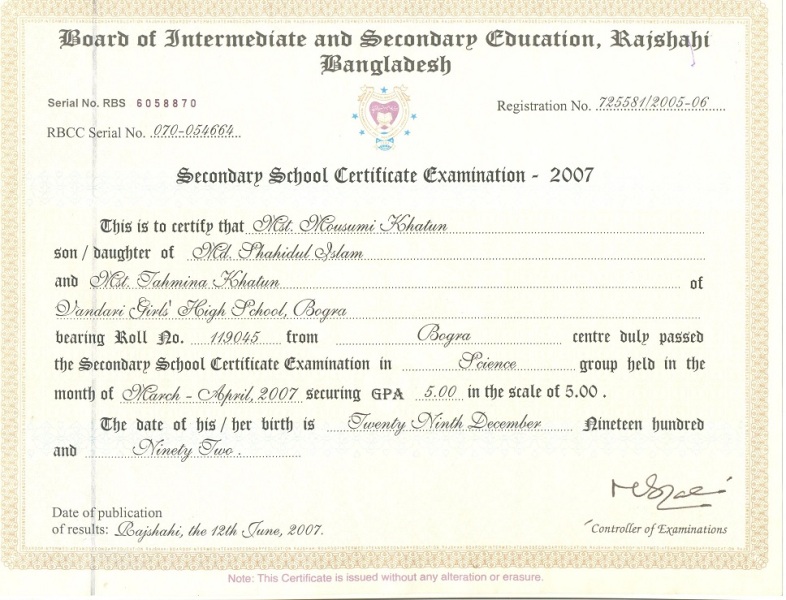 Board of Intermediate and Secondary Education, Rajshahi
Bangladesh
Serial No. RBS 6058870
Registration No. 725581/2005-06
RBCC Serial No. 070-054664
Secondary School Certificate Examination - 2007
This is to certify that Mst. Mousumi Khatun
son / daughter of Md. Shahidul Islam
and Mst. Tahmina Khatun of
Vandari Girls' High School, Bogra
bearing Roll No. 119045 from Bogra centre duly passed
the Secondary School Certificate Examination in Science group held in the
month of March - April, 2007 securing GPA 5.00 in the scale of 5.00 .
The date of his / her birth is Twenty Ninth December Nineteen hundred
and Ninety Two .
Date of publication
of results: Rajshahi, the 12th June, 2007.
Controller of Examinations
Note: This Certificate is issued without any alteration or erasure.